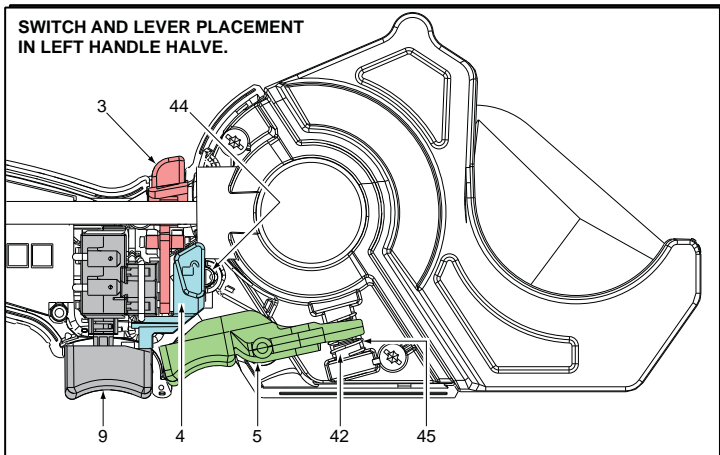 SWITCH AND LEVER PLACEMENT
IN LEFT HANDLE HALVE.
3 44
9 4 5 42 45